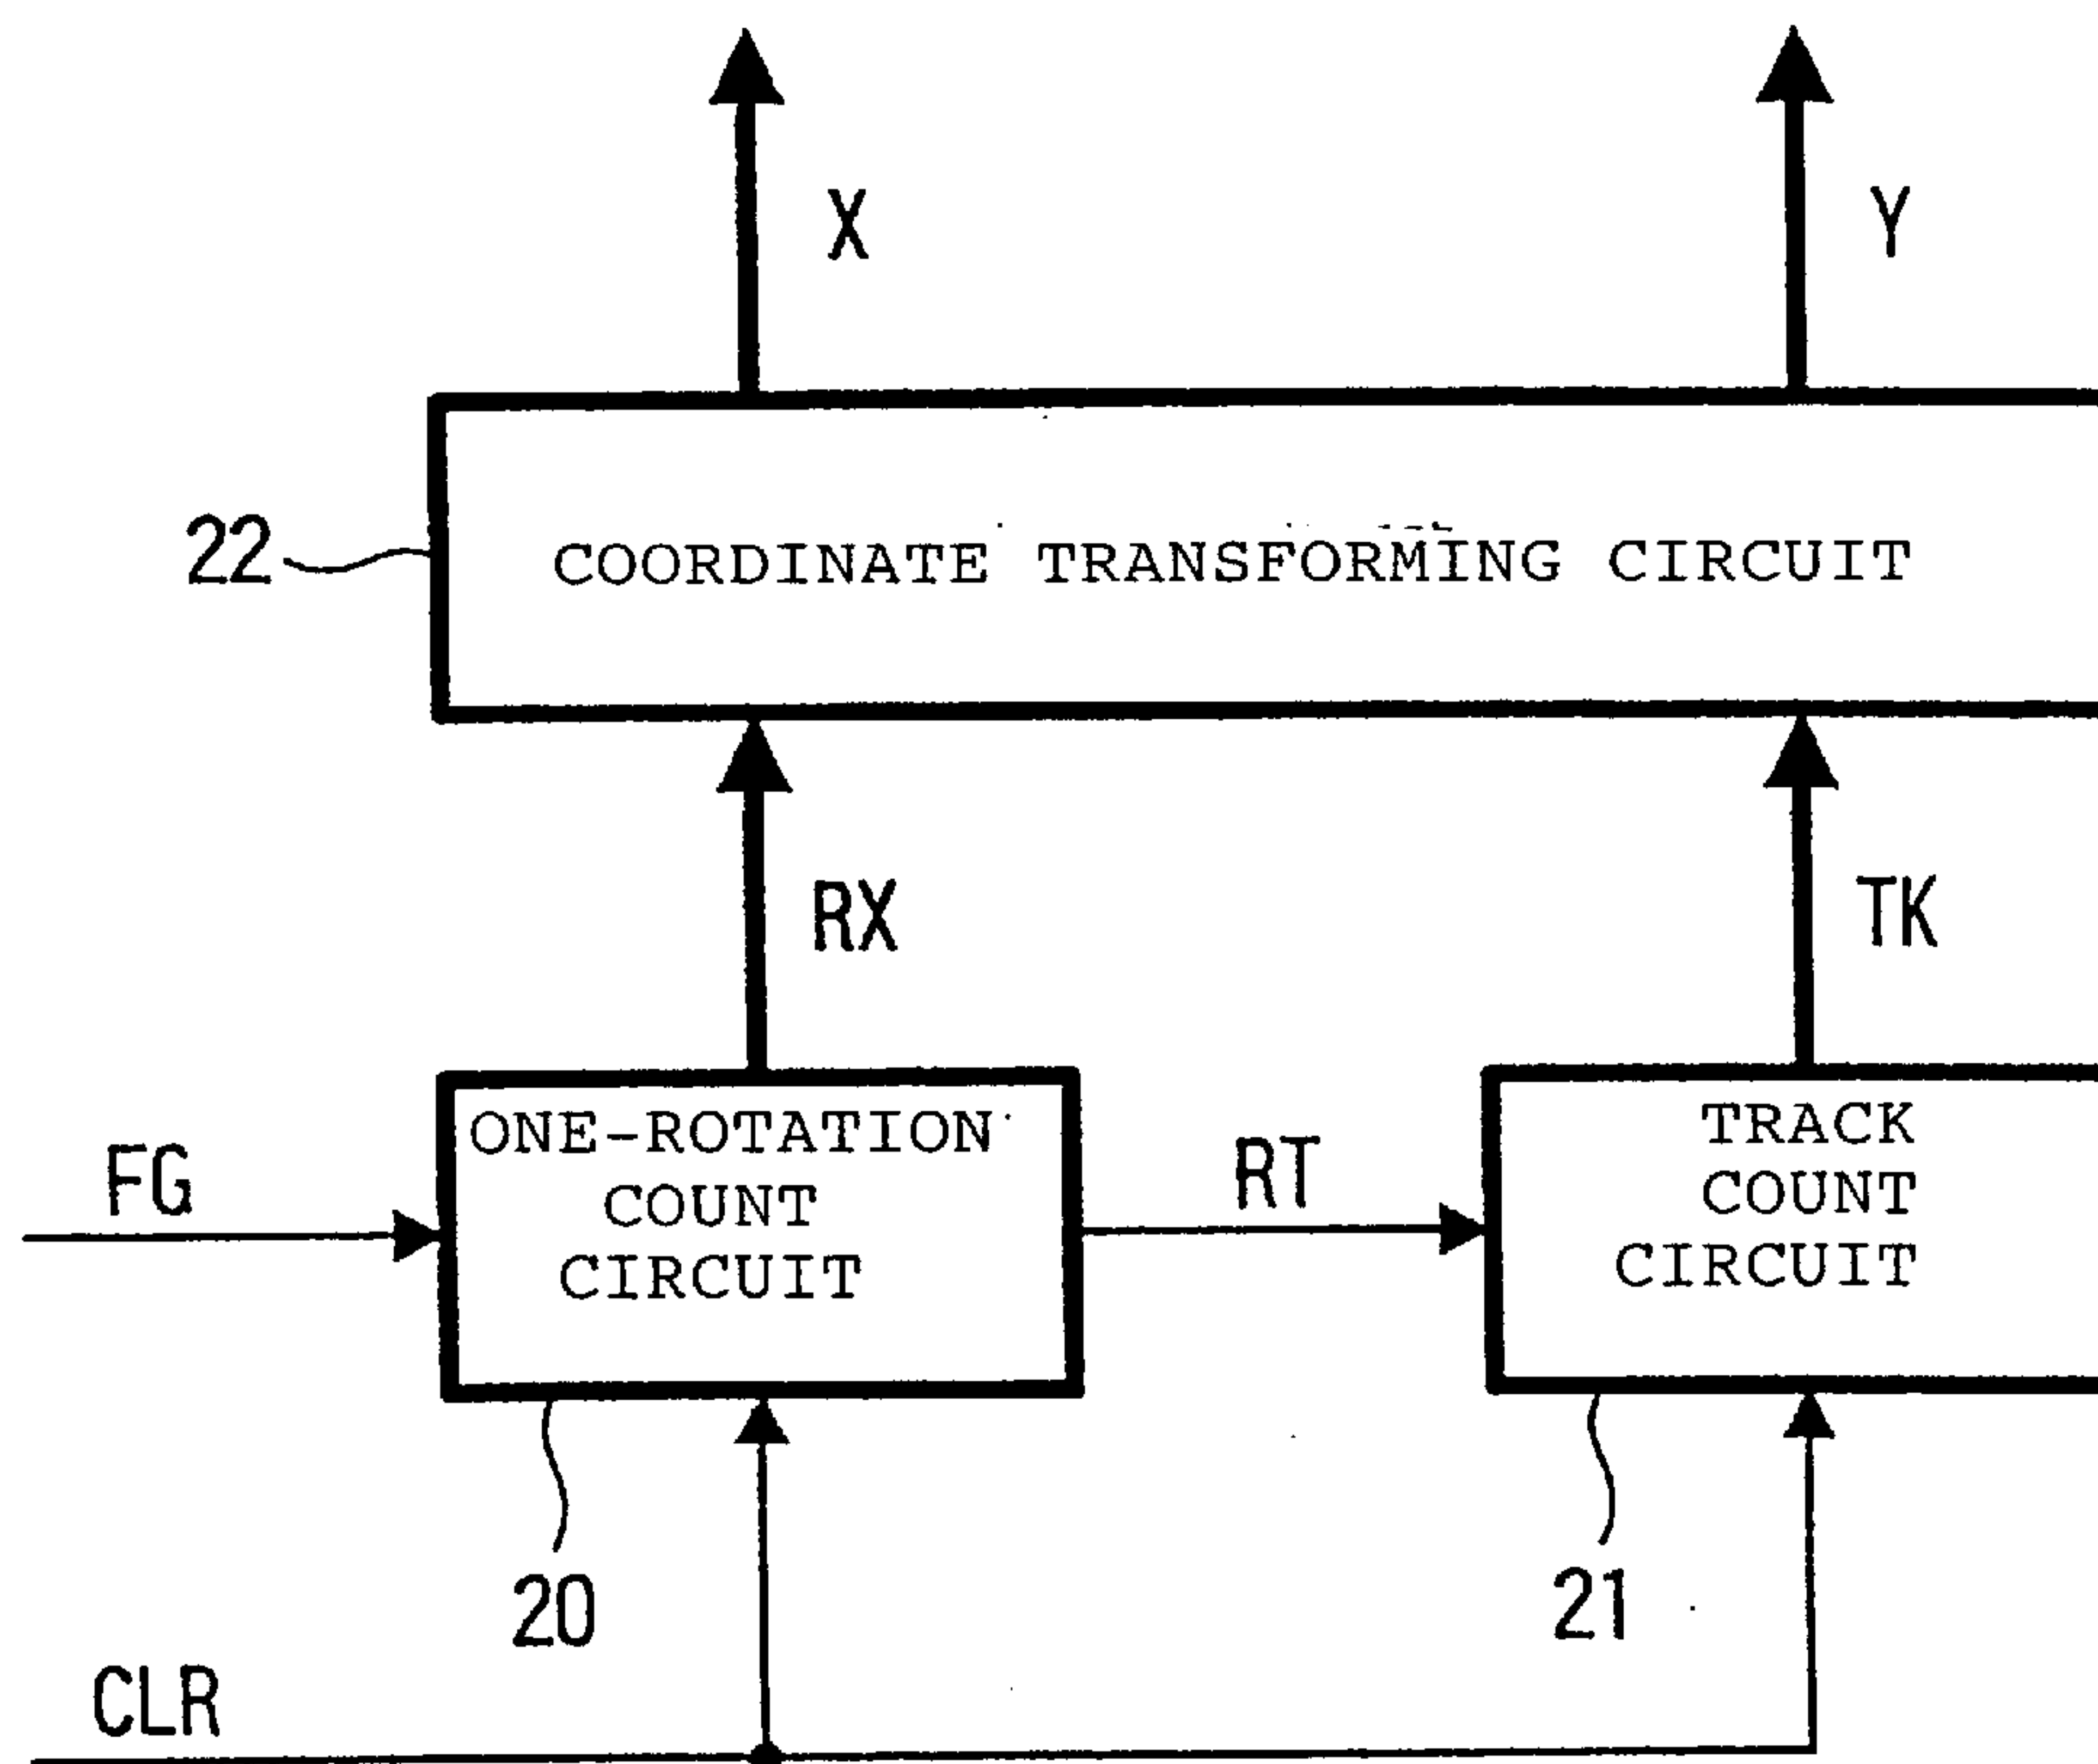 X
Y
22
COORDINATE TRANSFORMING CIRCUIT
RX
TK
FG
ONE-ROTATION
COUNT
CIRCUIT
RT
TRACK
COUNT
CIRCUIT
20
21
CLR